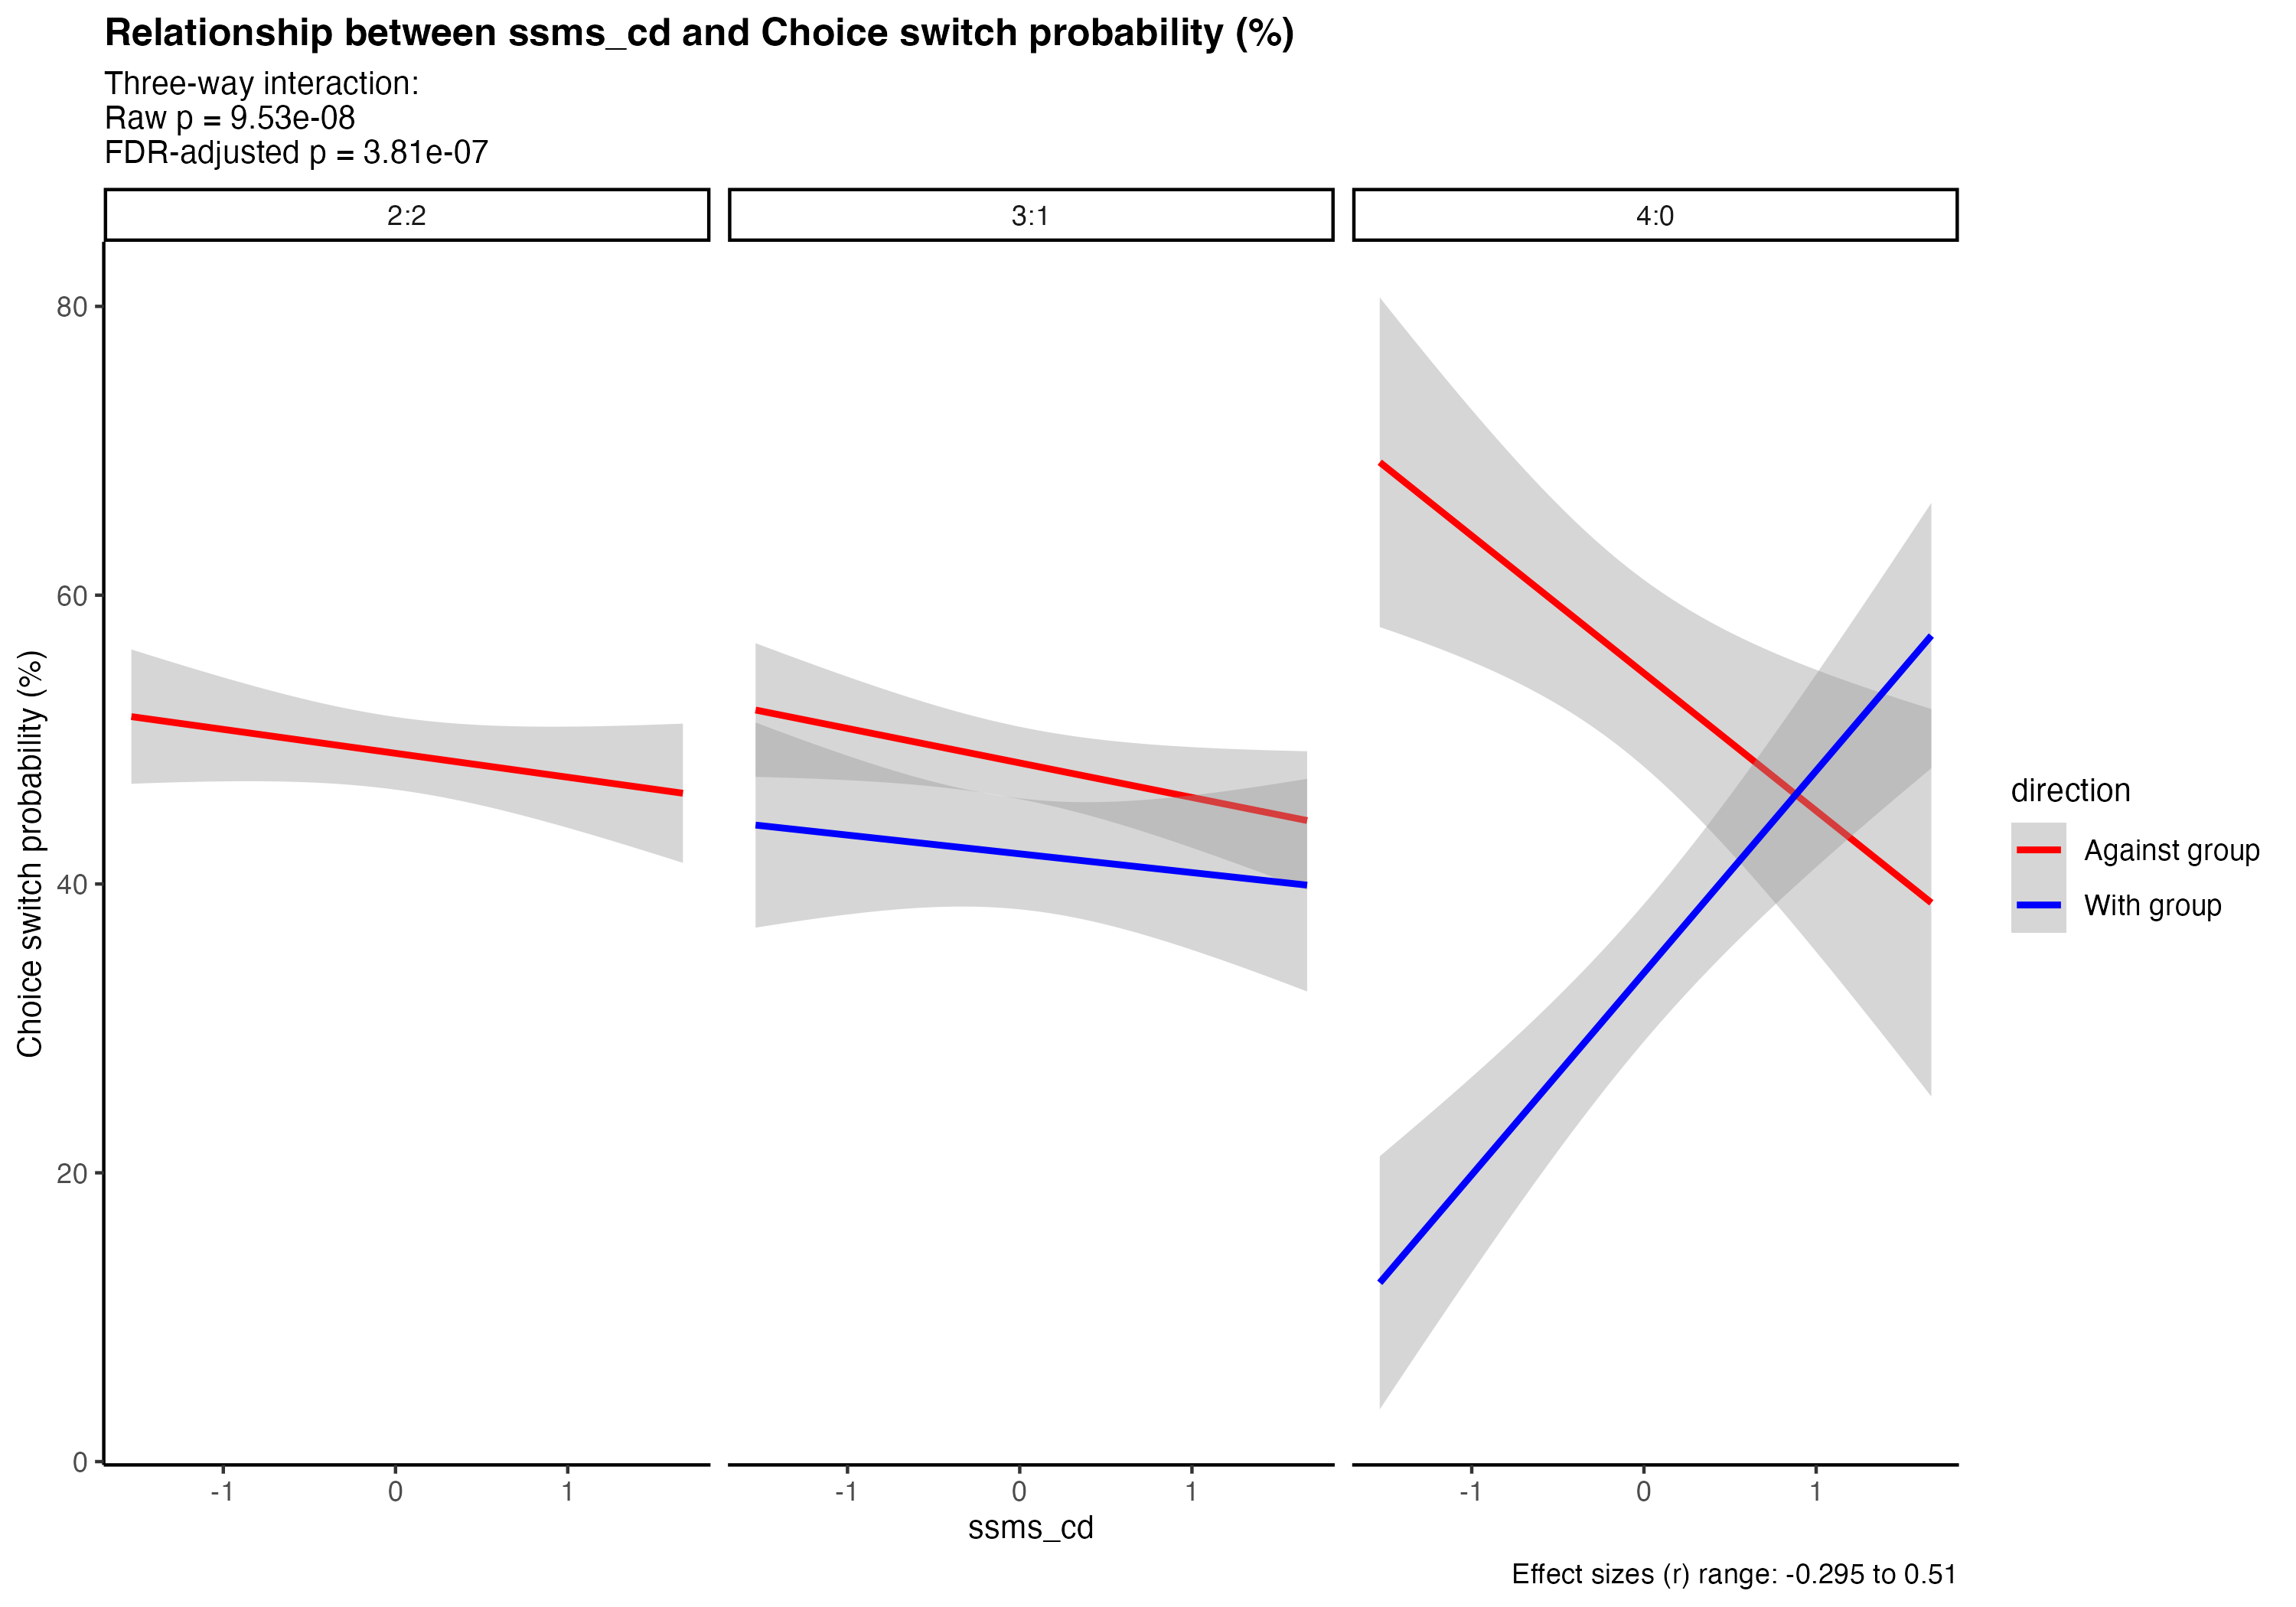 Relationship between ssms_cd and Choice switch probability (%)
Three-way interaction:
Raw p = 9.53e-08
FDR-adjusted p = 3.81e-07
2:2
3:1
4:0
Choice switch probability (%)
80
60
40
20
0
-1
0
1
-1
0
1
-1
0
1
ssms_cd
direction
Against group
With group
Effect sizes (r) range: -0.295 to 0.51